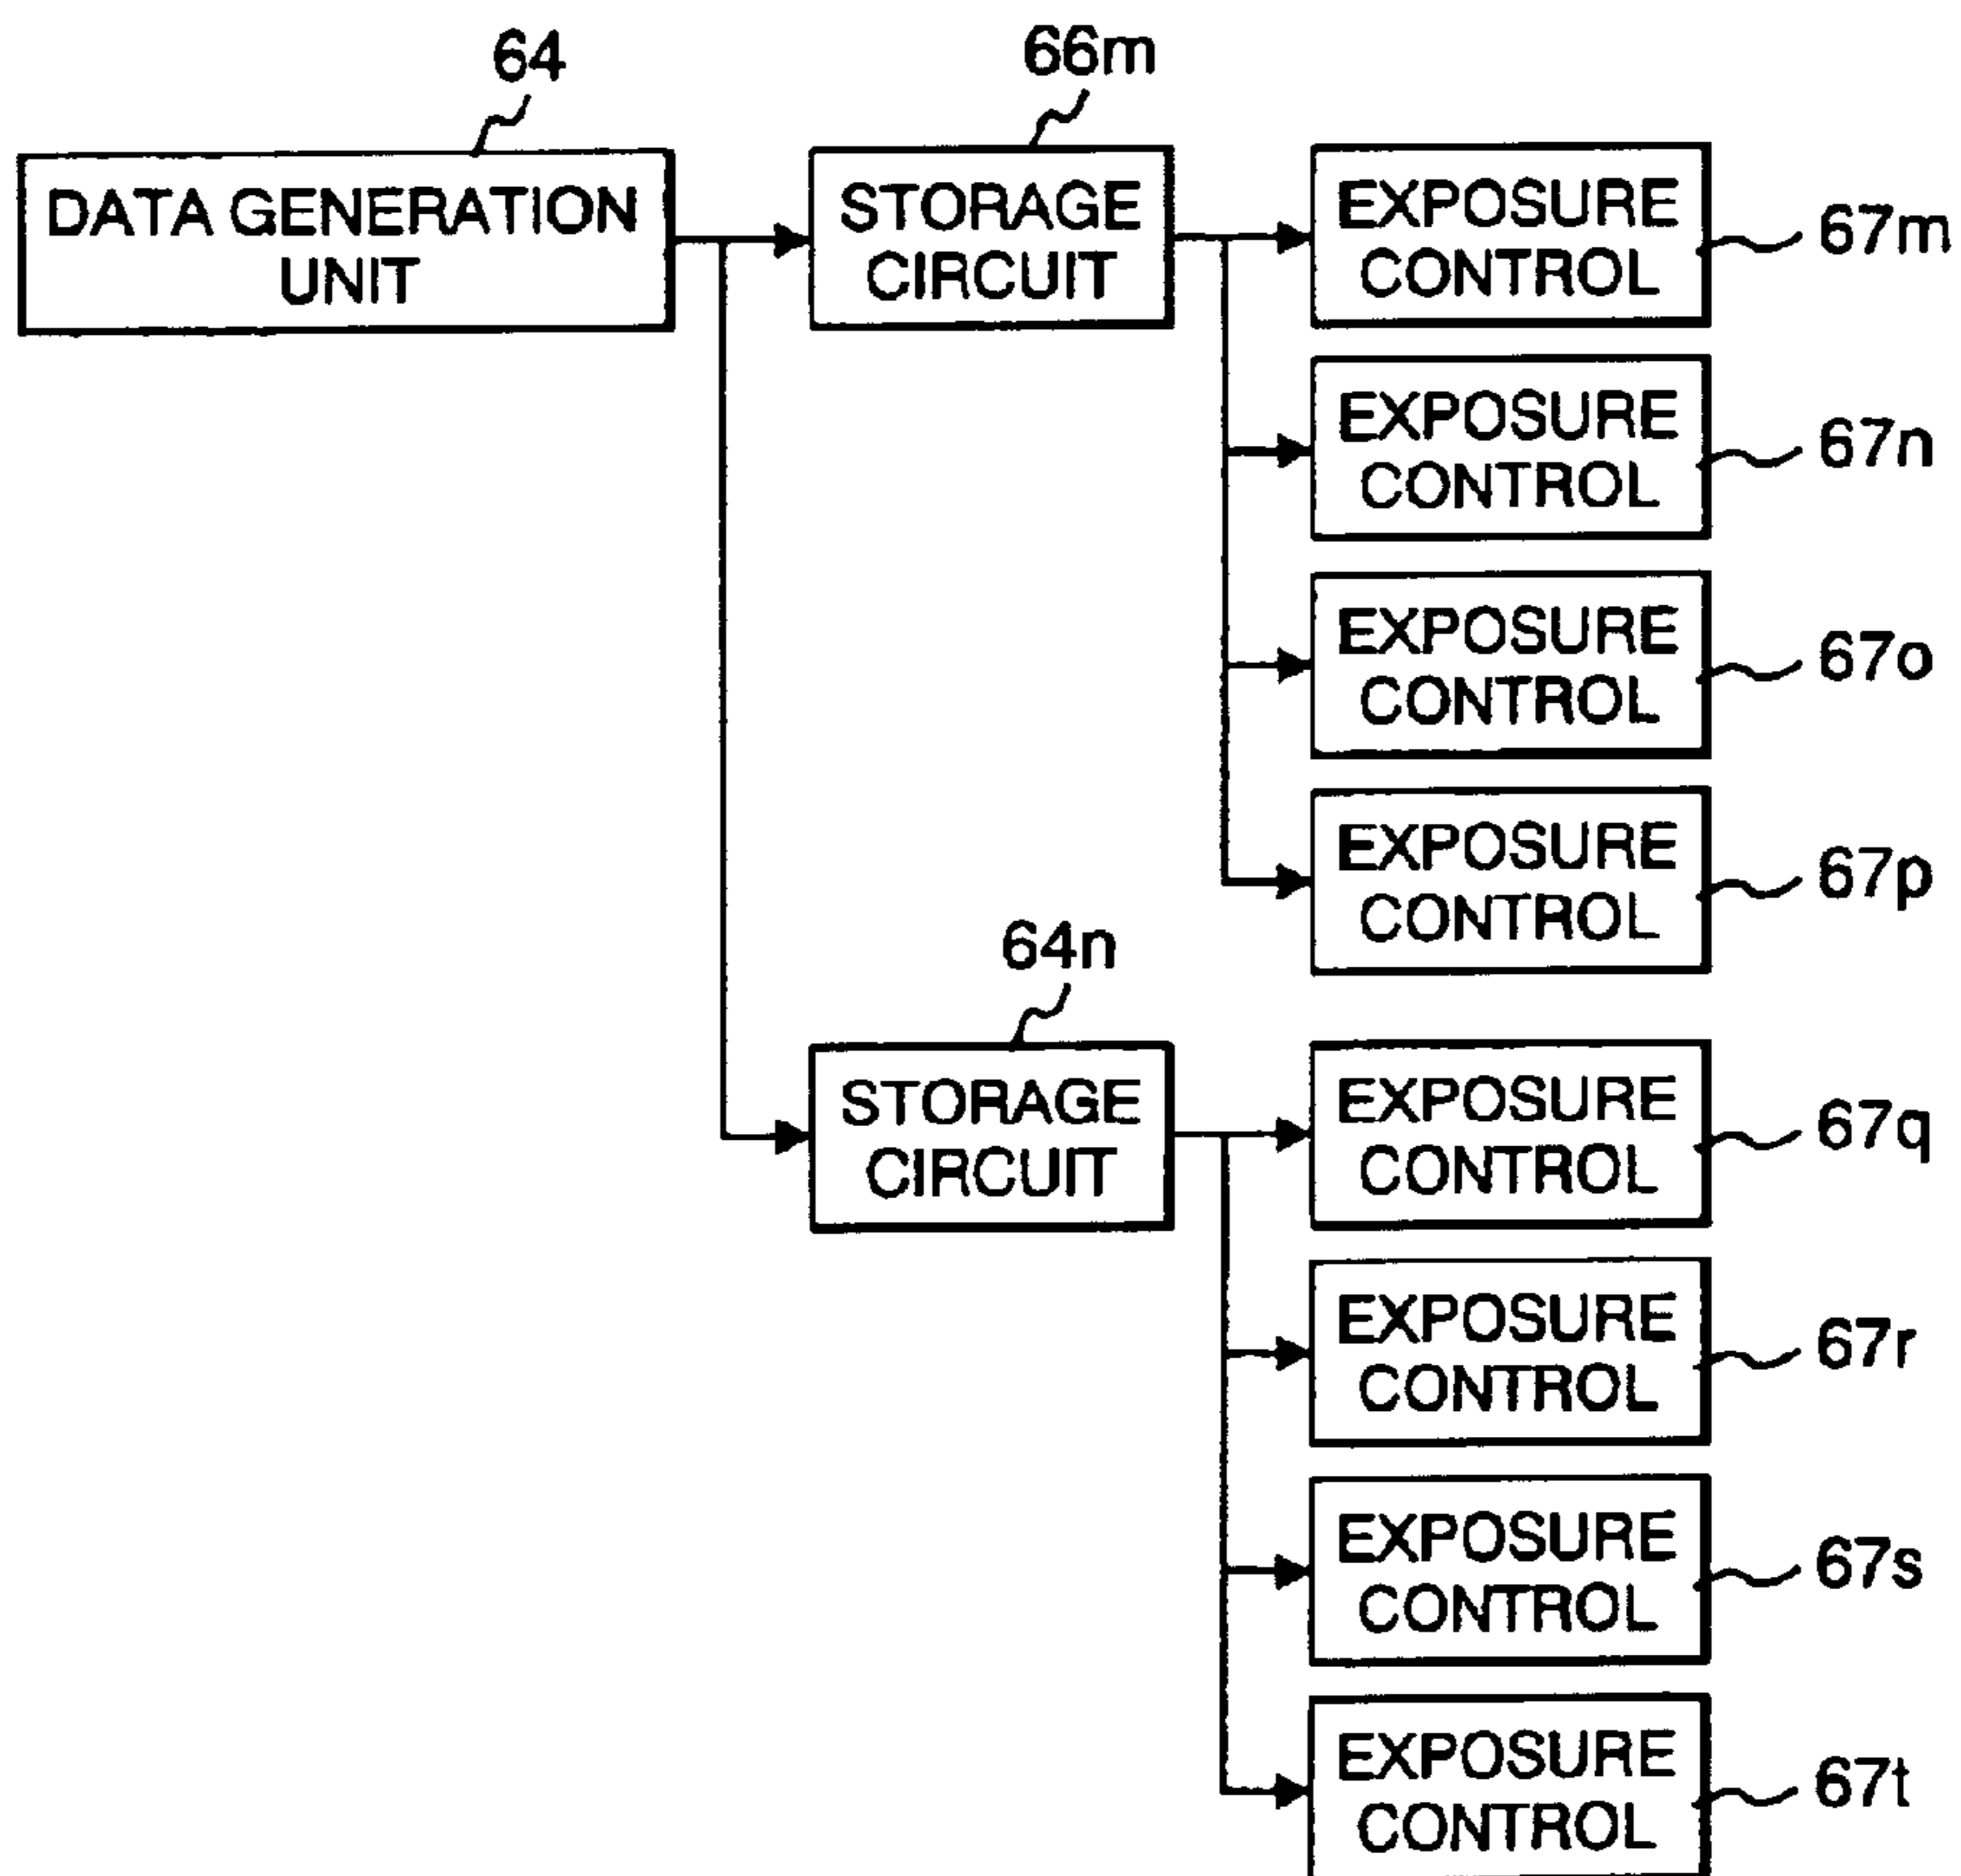 64
66m
DATA GENERATION
UNIT
STORAGE
CIRCUIT
EXPOSURE
CONTROL
67m
EXPOSURE
CONTROL
67n
EXPOSURE
CONTROL
67o
EXPOSURE
CONTROL
67p
64n
STORAGE
CIRCUIT
EXPOSURE
CONTROL
67q
EXPOSURE
CONTROL
67r
EXPOSURE
CONTROL
67s
EXPOSURE
CONTROL
67t